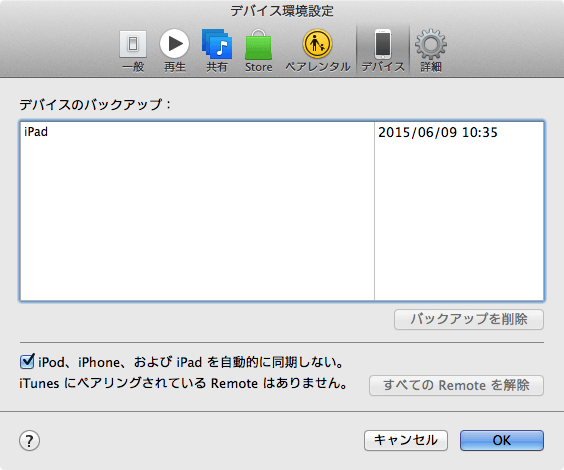 デバイス環境設定
一般 再生 共有 Store ペアレンタル デバイス 詳細
デバイスのバックアップ：
iPad 2015/06/09 10:35
バックアップを削除
iPod、iPhone、および iPad を自動的に同期しない。
iTunes にペアリングされている Remote はありません。 すべての Remote を解除
? キャンセル OK